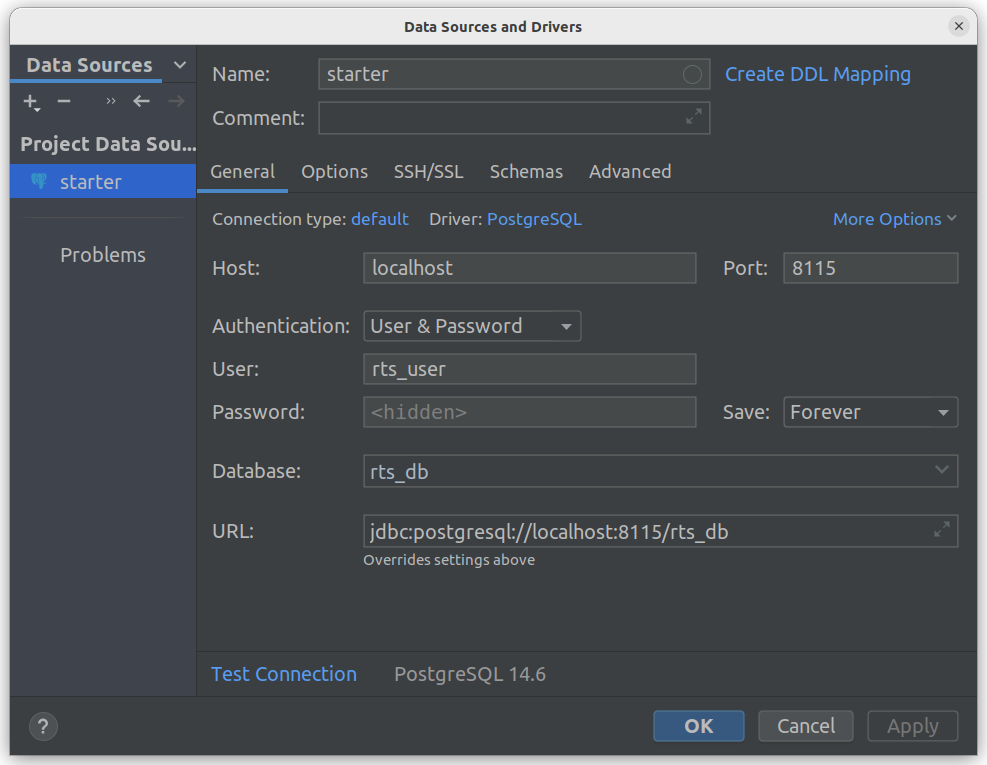 Data Sources and Drivers
Data Sources
Name: starter Create DDL Mapping
Comment:
Project Data Sou...
starter
Problems
General Options SSH/SSL Schemas Advanced
Connection type: default Driver: PostgreSQL More Options
Host: localhost Port: 8115
Authentication: User & Password
User: rts_user
Password: <hidden> Save: Forever
Database: rts_db
URL: jdbc:postgresql://localhost:8115/rts_db
Overrides settings above
Test Connection PostgreSQL 14.6
? OK Cancel Apply